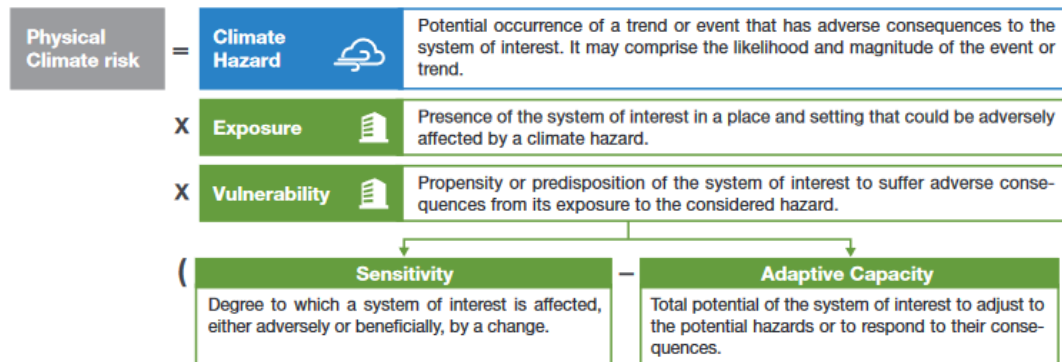 Physical
Climate risk
=
Climate
Hazard
Potential occurrence of a trend or event that has adverse consequences to the
system of interest. It may comprise the likelihood and magnitude of the event or
trend.
X
Exposure
Presence of the system of interest in a place and setting that could be adversely
affected by a climate hazard.
X
Vulnerability
Propensity or predisposition of the system of interest to suffer adverse conse-
quences from its exposure to the considered hazard.
(
Sensitivity
Degree to which a system of interest is affected,
either adversely or beneficially, by a change.
–
Adaptive Capacity
Total potential of the system of interest to adjust to
the potential hazards or to respond to their conse-
quences.